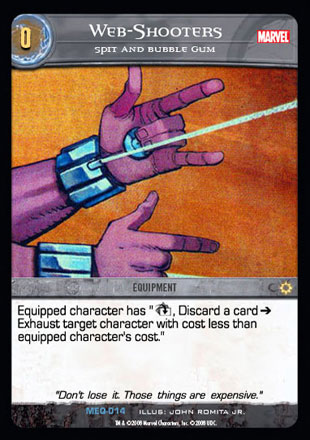 0
Web-Shooters
Spit and Bubble Gum
MARVEL
EQUIPMENT
C
Equipped character has " , Discard a card ➔
Exhaust target character with cost less than
equipped character's cost."
"Don't lose it. Those things are expensive."
MEQ-014 ILLUS: JOHN ROMITA JR.
TM & ©2008 Marvel Characters, Inc. ©2008 UDC.